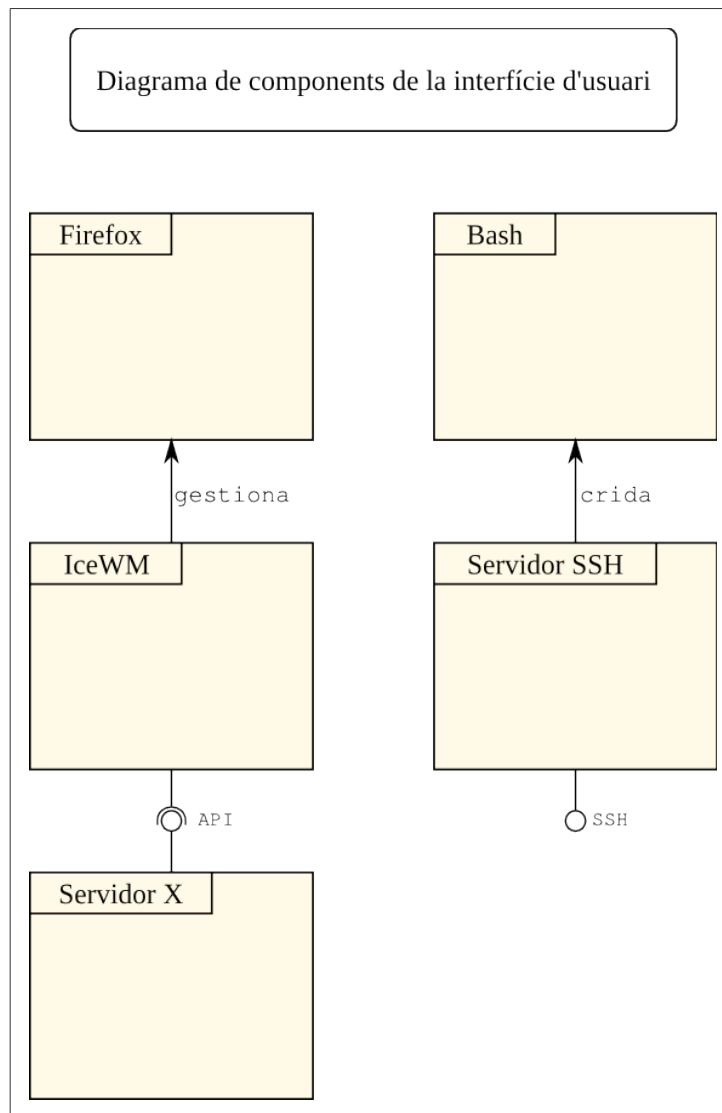 Diagrama de components de la interfície d'usuari
Firefox
Bash
gestiona
crida
IceWM
Servidor SSH
API
SSH
Servidor X